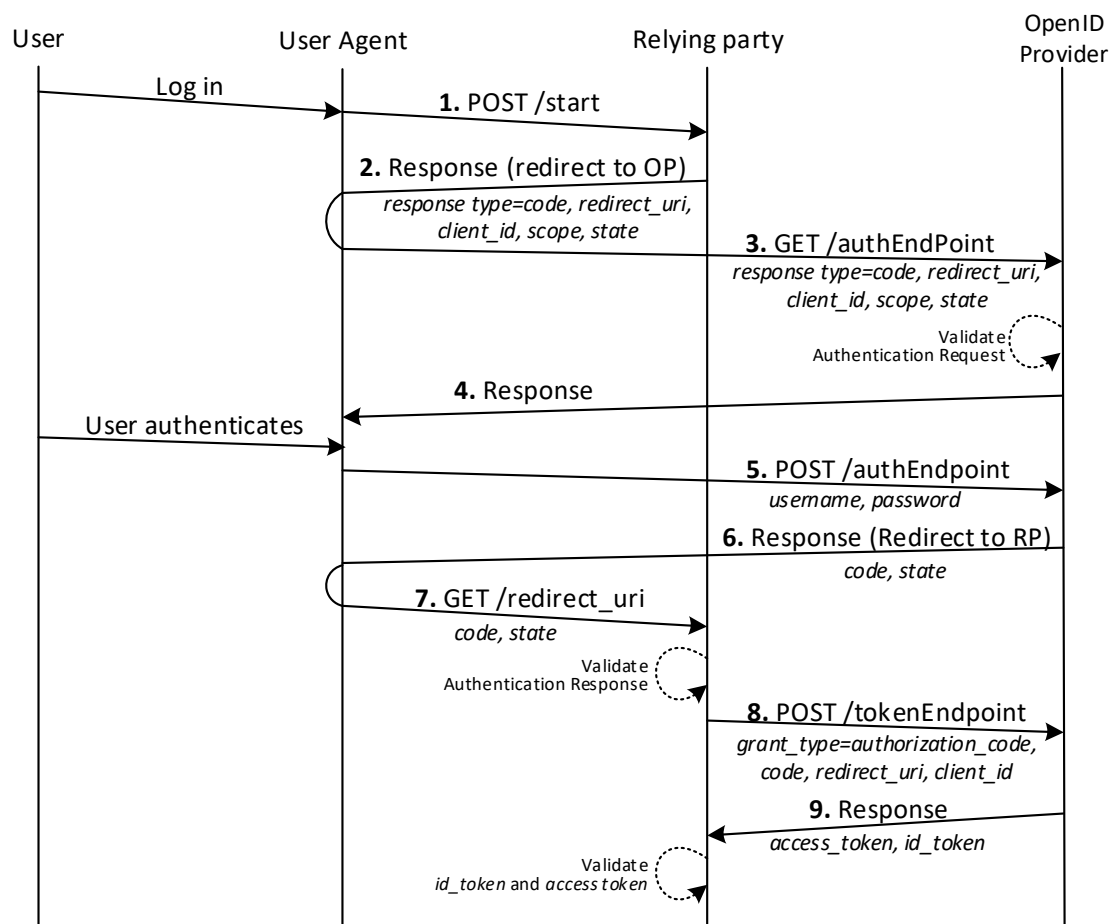 User
User Agent
Relying party
OpenID
Provider
Log in
1. POST /start
2. Response (redirect to OP)
response type=code, redirect_uri,
client_id, scope, state
3. GET /authEndPoint
response type=code, redirect_uri,
client_id, scope, state
Validate
Authentication Request
4. Response
User authenticates
5. POST /authEndpoint
username, password
6. Response (Redirect to RP)
code, state
7. GET /redirect_uri
code, state
Validate
Authentication Response
8. POST /tokenEndpoint
grant_type=authorization_code,
code, redirect_uri, client_id
9. Response
access_token, id_token
Validate
id_token and access token